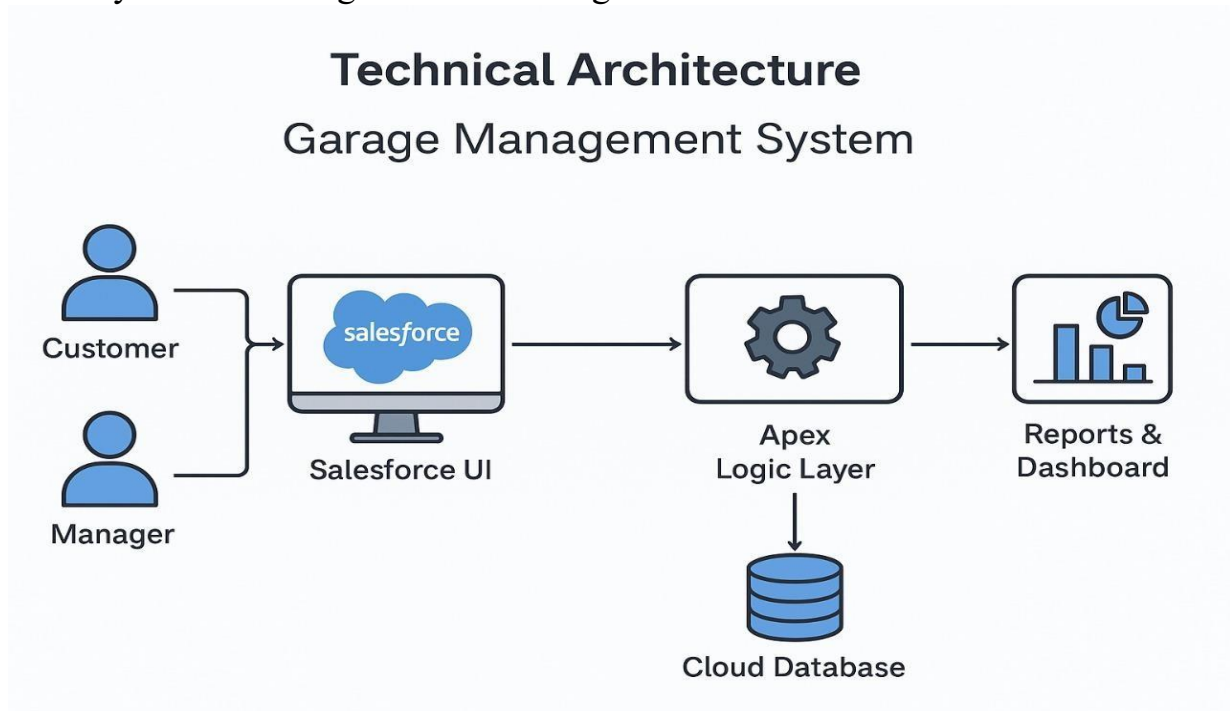 Technical Architecture
Garage Management System
Customer
Manager
salesforce
Salesforce UI
Apex
Logic Layer
Reports &
Dashboard
Cloud Database